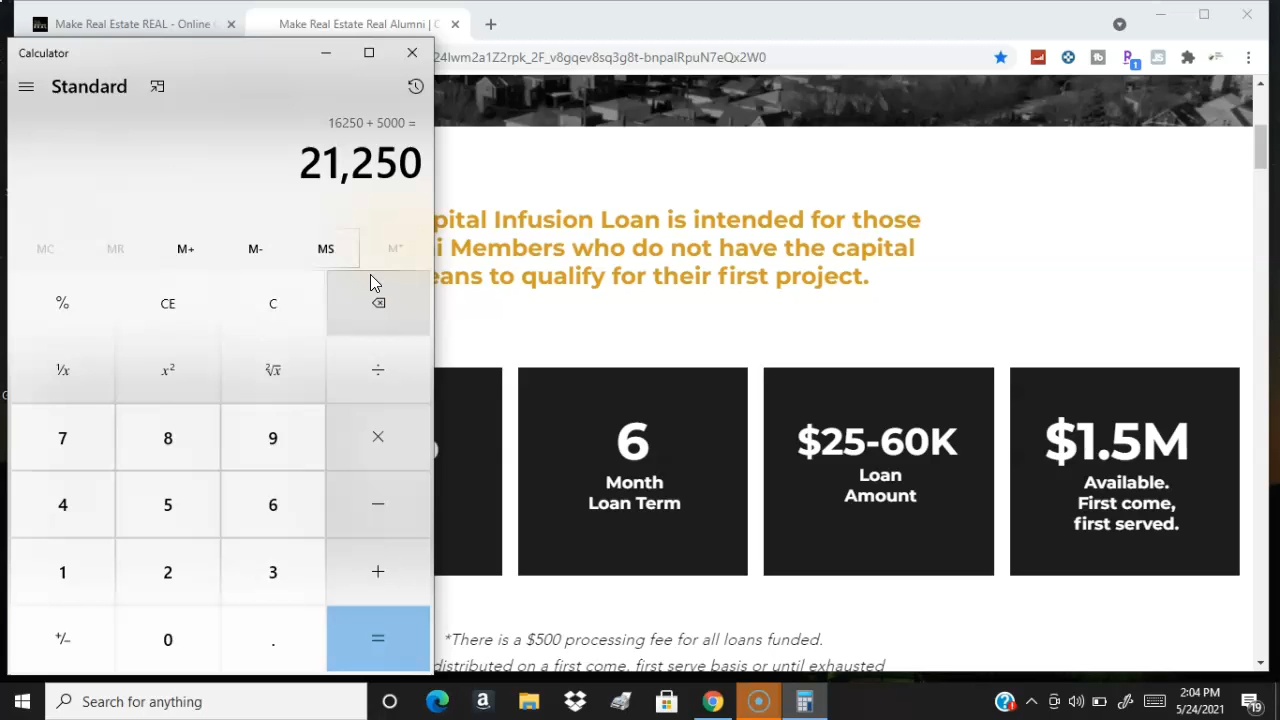 Make Real Estate REAL - Online
Make Real Estate Real Alumni | C
24lwm2a1Z2rpk_2F_v8gqev8sq3g8t-bnpalRpuN7eQx2W0
1
Calculator
Standard
16250 + 5000 =
21,250
MC MR M+ M- MS
% CE C
¹/x x² ²√x ÷
7 8 9 ×
4 5 6 −
1 2 3 +
+/− 0 . =
pital Infusion Loan is intended for those
i Members who do not have the capital
eans to qualify for their first project.
6
Month
Loan Term
$25-60K
Loan
Amount
$1.5M
Available.
First come,
first served.
*There is a $500 processing fee for all loans funded.
distributed on a first come, first serve basis or until exhausted
Search for anything
2:04 PM
5/24/2021
19